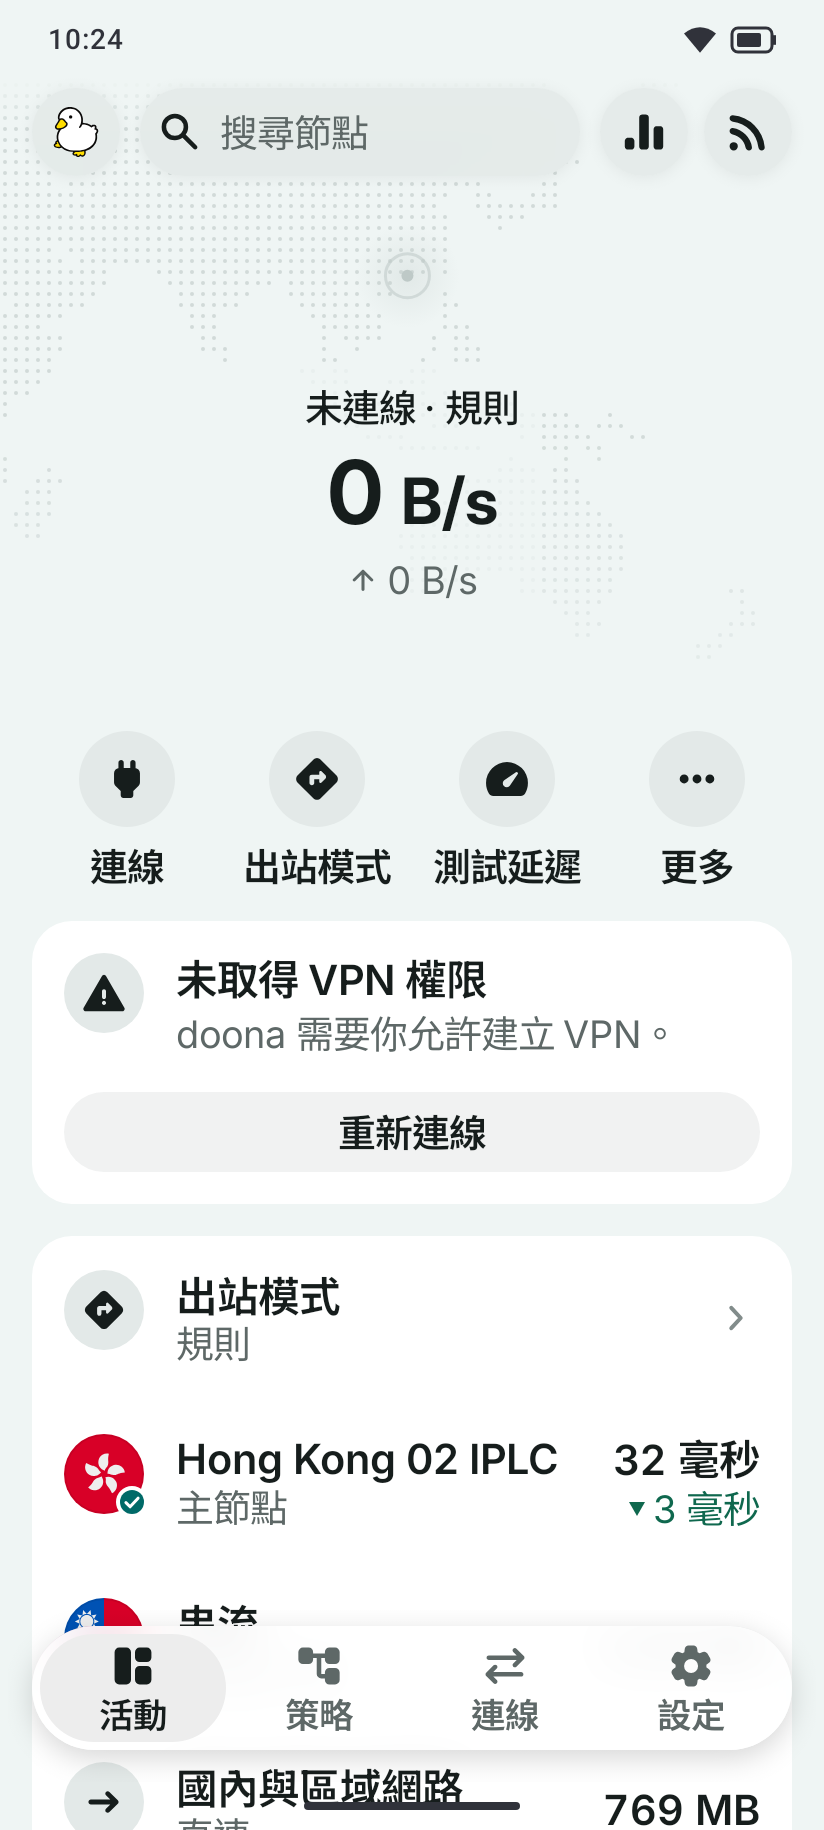 10:24
搜尋節點
未連線 · 規則
0 B/s
↑ 0 B/s
連線
出站模式
測試延遲
更多
未取得 VPN 權限
doona 需要你允許建立 VPN。
重新連線
出站模式
規則
Hong Kong 02 IPLC
32 毫秒
主節點
▼3 毫秒
串流
活動
策略
連線
設定
國內與區域網路
769 MB
直連